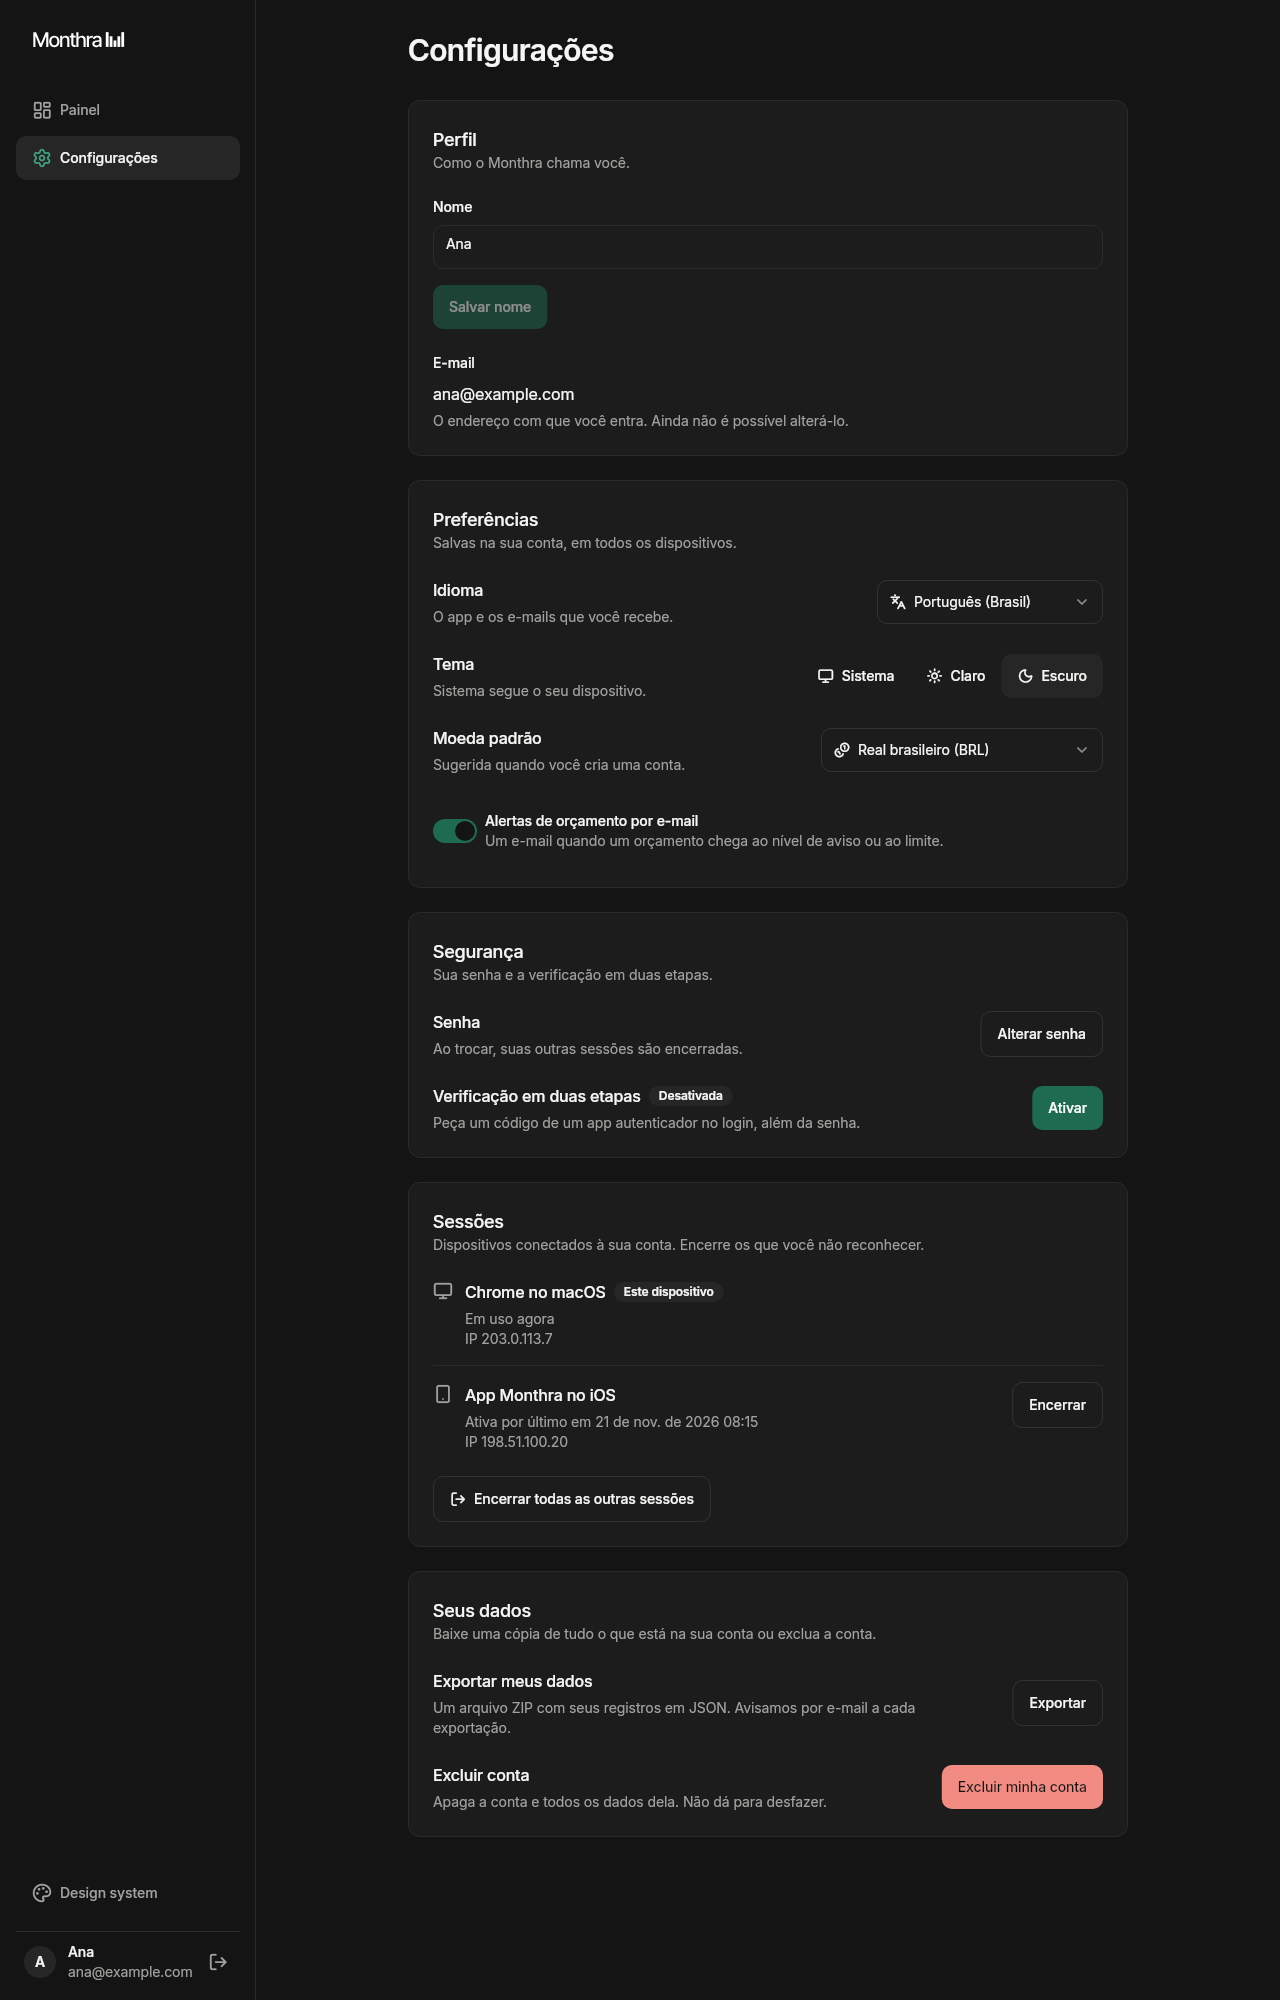 Monthra
Painel
Configurações
Configurações
Perfil
Como o Monthra chama você.
Nome
Ana
Salvar nome
E-mail
ana@example.com
O endereço com que você entra. Ainda não é possível alterá-lo.
Preferências
Salvas na sua conta, em todos os dispositivos.
Idioma
O app e os e-mails que você recebe.
Português (Brasil)
Tema
Sistema segue o seu dispositivo.
Sistema
Claro
Escuro
Moeda padrão
Sugerida quando você cria uma conta.
Real brasileiro (BRL)
Alertas de orçamento por e-mail
Um e-mail quando um orçamento chega ao nível de aviso ou ao limite.
Segurança
Sua senha e a verificação em duas etapas.
Senha
Ao trocar, suas outras sessões são encerradas.
Alterar senha
Verificação em duas etapas Desativada
Peça um código de um app autenticador no login, além da senha.
Ativar
Sessões
Dispositivos conectados à sua conta. Encerre os que você não reconhecer.
Chrome no macOS Este dispositivo
Em uso agora
IP 203.0.113.7
App Monthra no iOS
Ativa por último em 21 de nov. de 2026 08:15
IP 198.51.100.20
Encerrar
Encerrar todas as outras sessões
Seus dados
Baixe uma cópia de tudo o que está na sua conta ou exclua a conta.
Exportar meus dados
Um arquivo ZIP com seus registros em JSON. Avisamos por e-mail a cada
exportação.
Exportar
Excluir conta
Apaga a conta e todos os dados dela. Não dá para desfazer.
Excluir minha conta
Design system
A
Ana
ana@example.com